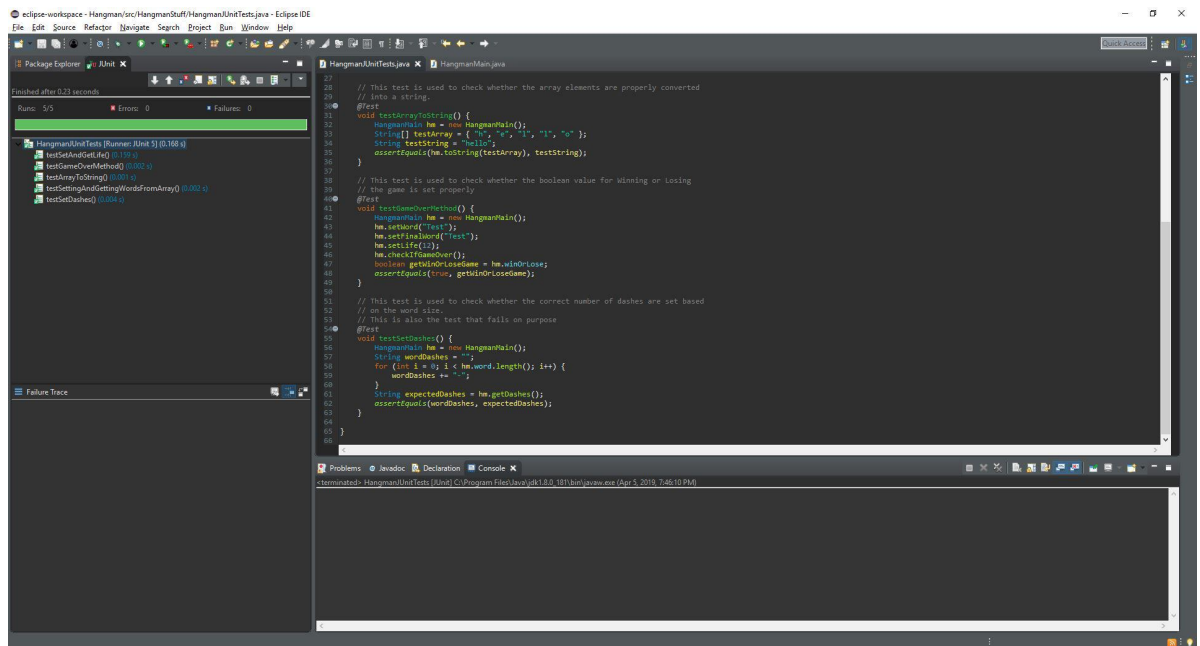 eclipse-workspace - Hangman/src/HangmanStuff/HangmanJUnitTests.java - Eclipse IDE
File Edit Source Refactor Navigate Search Project Run Window Help
Quick Access
Package Explorer JUnit
Finished after 0.23 seconds
Runs: 5/5 Errors: 0 Failures: 0
HangmanJUnitTests [Runner: JUnit 5] (0.168 s)
testSetAndGetLife() (0.159 s)
testGameOverMethod() (0.002 s)
testArrayToString() (0.001 s)
testSettingAndGettingWordsFromArray() (0.002 s)
testSetDashes() (0.004 s)
Failure Trace
HangmanJUnitTests.java HangmanMain.java
27
28 // This test is used to check whether the array elements are properly converted
29 // into a string.
30 @Test
31 void testArrayToString() {
32 HangmanMain hm = new HangmanMain();
33 String[] testArray = { "h", "e", "l", "l", "o" };
34 String testString = "hello";
35 assertEquals(hm.toString(testArray), testString);
36 }
37
38 // This test is used to check whether the boolean value for Winning or Losing
39 // the game is set properly
40 @Test
41 void testGameOverMethod() {
42 HangmanMain hm = new HangmanMain();
43 hm.setWord("Test");
44 hm.setFinalWord("Test");
45 hm.setLife(12);
46 hm.checkIfGameOver();
47 boolean getWinOrLoseGame = hm.winOrLose;
48 assertEquals(true, getWinOrLoseGame);
49 }
50
51 // This test is used to check whether the correct number of dashes are set based
52 // on the word size.
53 // This is also the test that fails on purpose
54 @Test
55 void testSetDashes() {
56 HangmanMain hm = new HangmanMain();
57 String wordDashes = "";
58 for (int i = 0; i < hm.word.length(); i++) {
59 wordDashes += "-";
60 }
61 String expectedDashes = hm.getDashes();
62 assertEquals(wordDashes, expectedDashes);
63 }
64
65 }
66
Problems Javadoc Declaration Console
<terminated> HangmanJUnitTests [JUnit] C:\Program Files\Java\jdk1.8.0_181\bin\javaw.exe (Apr 5, 2019, 7:46:10 PM)